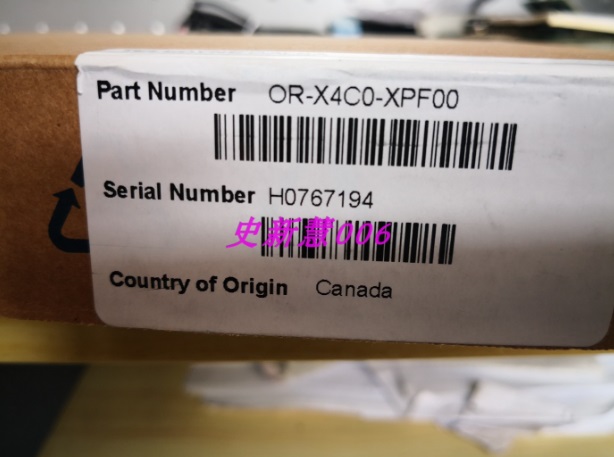 Part Number OR-X4C0-XPF00
Serial Number H0767194
史新慧006
Country of Origin Canada